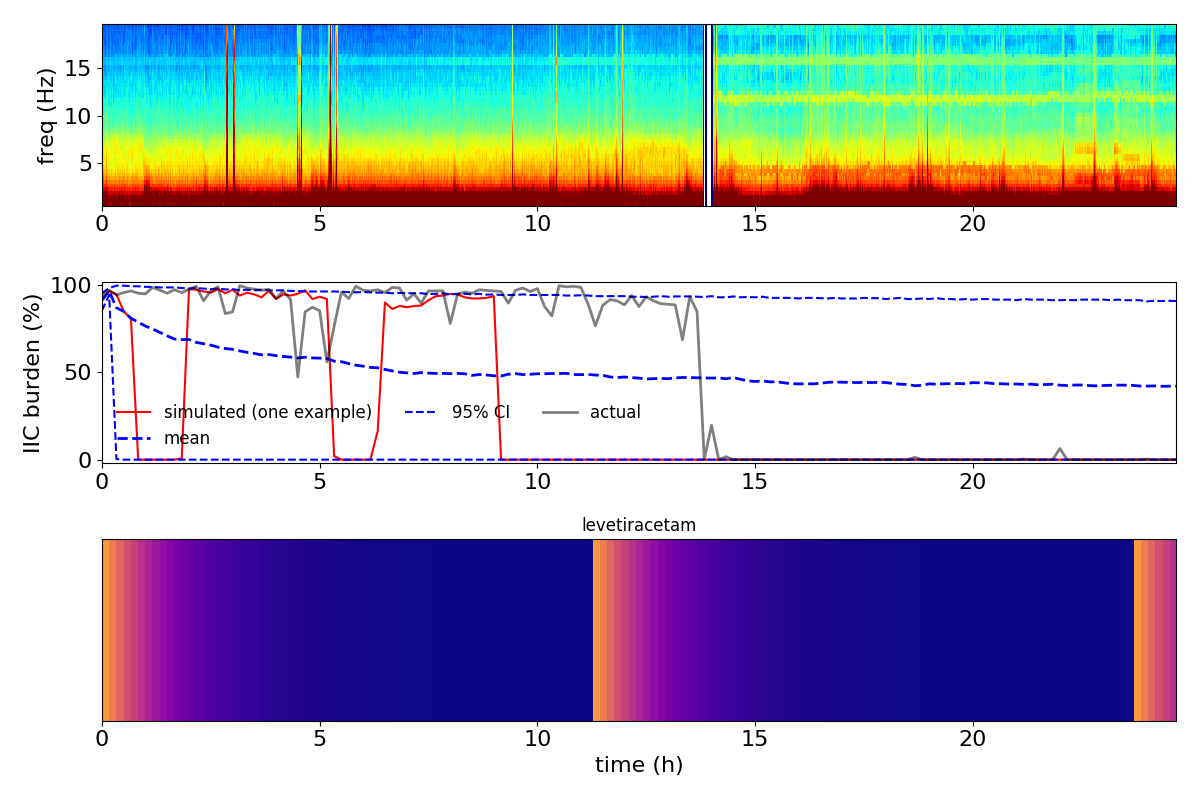 freq (Hz)
15
10
5
0 5 10 15 20
IIC burden (%)
100
50
0
simulated (one example) 95% CI actual
mean
0 5 10 15 20
levetiracetam
0 5 10 15 20
time (h)